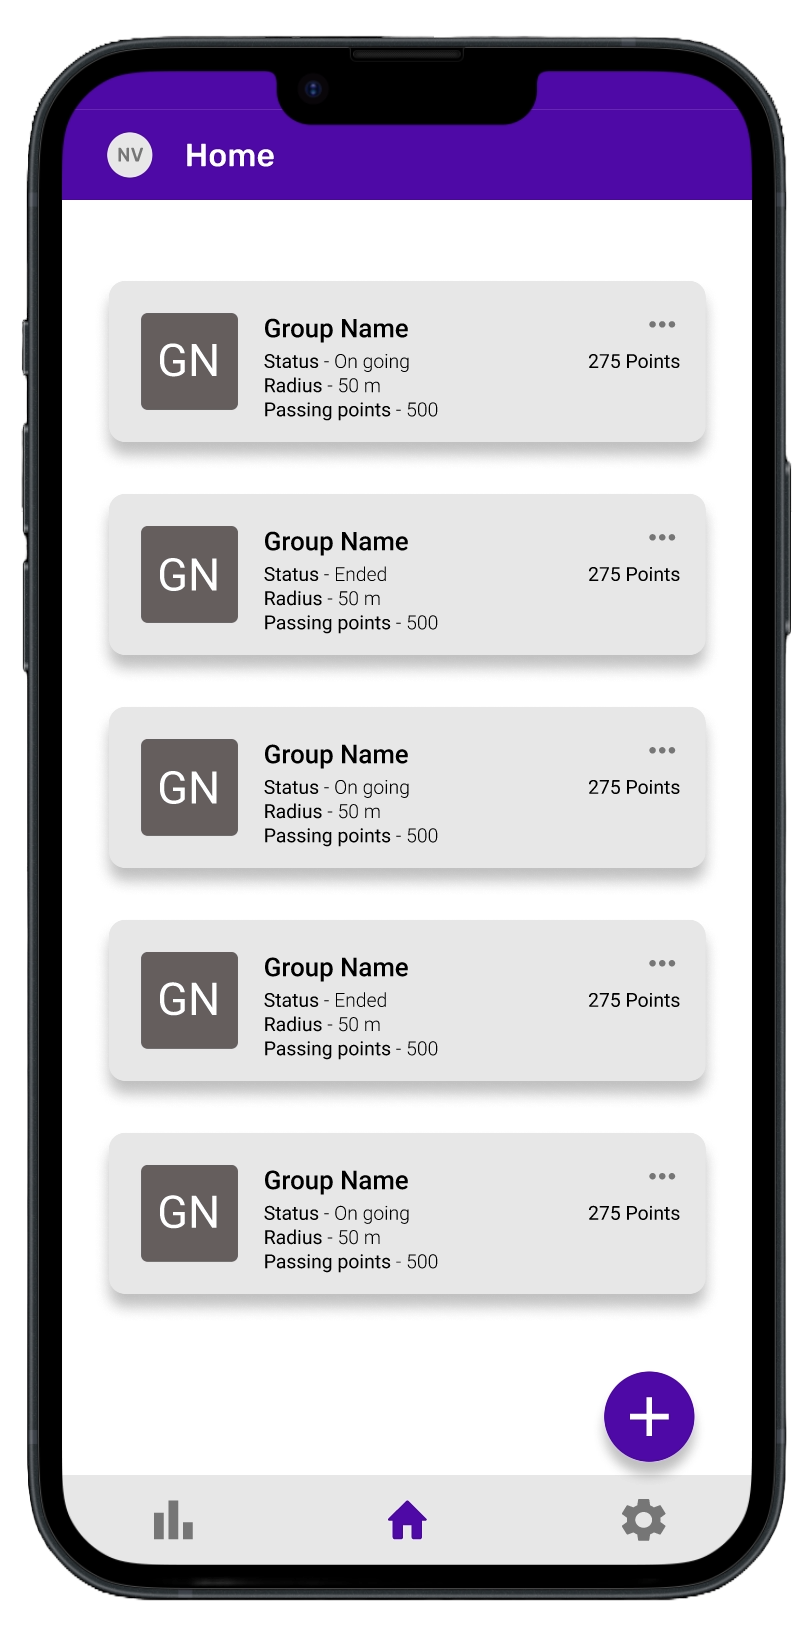 NV Home
Group Name
Status - On going 275 Points
Radius - 50 m
Passing points - 500
GN
Group Name
Status - Ended 275 Points
Radius - 50 m
Passing points - 500
GN
Group Name
Status - On going 275 Points
Radius - 50 m
Passing points - 500
GN
Group Name
Status - Ended 275 Points
Radius - 50 m
Passing points - 500
GN
Group Name
Status - On going 275 Points
Radius - 50 m
Passing points - 500
GN